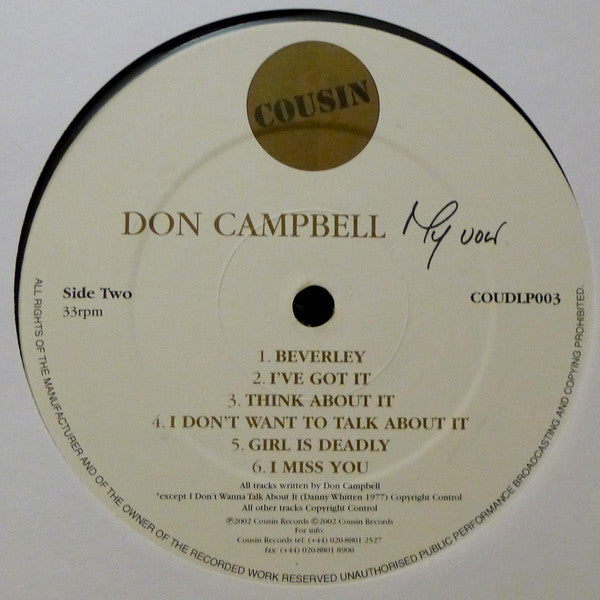 COUSIN
DON CAMPBELL My vow
Side Two
33rpm
COUDLP003
1. BEVERLEY
2. I'VE GOT IT
3. THINK ABOUT IT
4. I DON'T WANT TO TALK ABOUT IT
5. GIRL IS DEADLY
6. I MISS YOU
All tracks written by Don Campbell
*except I Don't Wanna Talk About It (Danny Whitten 1977) Copyright Control
All other tracks Copyright Control
℗2002 Cousin Records ©2002 Cousin Records
For info:
Cousin Records tel: (+44) 020-8801 2527
fax: (+44) 020-8801 8900
ALL RIGHTS OF THE MANUFACTURER AND OF THE OWNER OF THE RECORDED WORK RESERVED UNAUTHORISED PUBLIC PERFORMANCE BROADCASTING AND COPYING PROHIBITED.